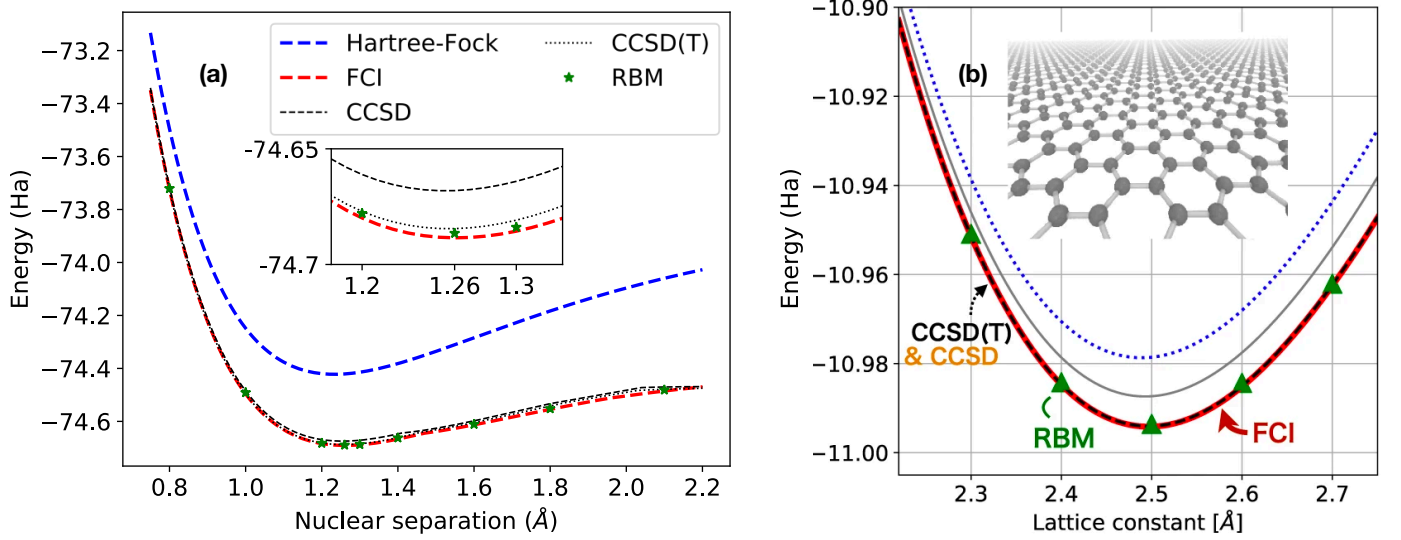 (a)
Hartree-Fock
FCI
CCSD
CCSD(T)
RBM
−73.2
−73.4
−73.6
−73.8
−74.0
−74.2
−74.4
−74.6
Energy (Ha)
-74.65
-74.7
1.2
1.26
1.3
0.8
1.0
1.2
1.4
1.6
1.8
2.0
2.2
Nuclear separation (Å)
(b)
−10.90
−10.92
−10.94
−10.96
−10.98
−11.00
Energy (Ha)
CCSD(T)
& CCSD
RBM
FCI
2.3
2.4
2.5
2.6
2.7
Lattice constant [Å]